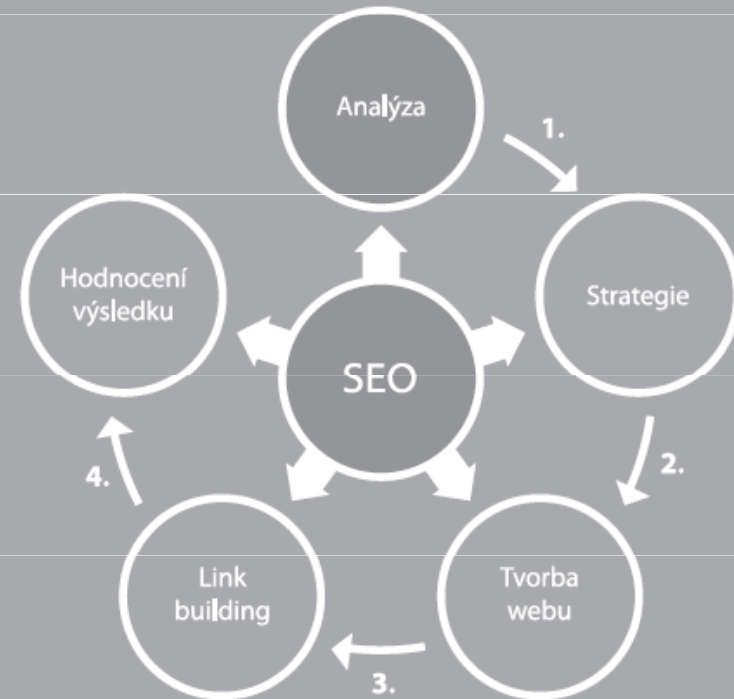 Analýza
1.
Strategie
2.
Tvorba
webu
3.
Link
building
4.
Hodnocení
výsledku
SEO